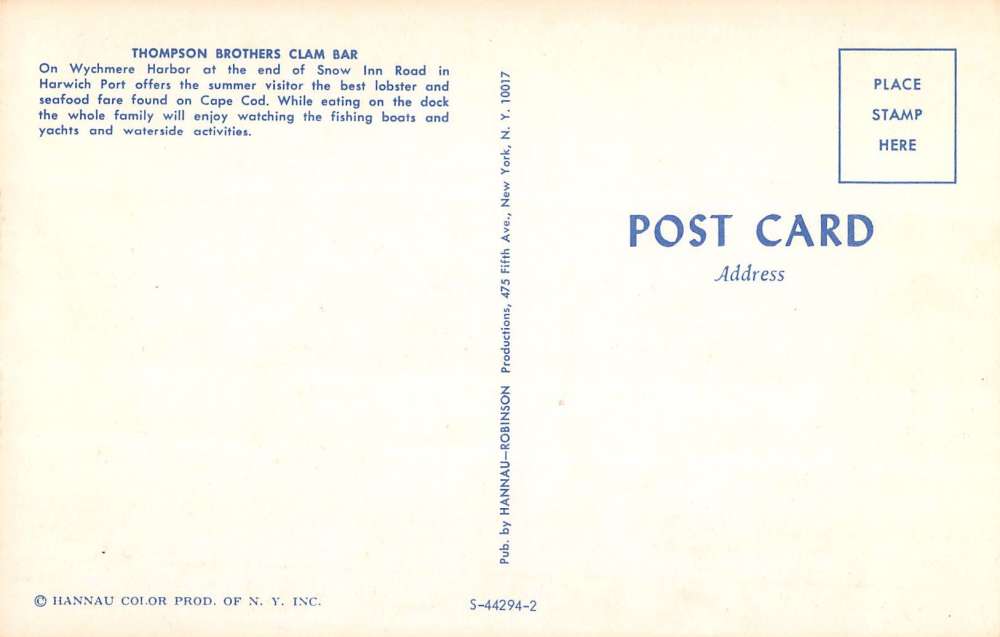 THOMPSON BROTHERS CLAM BAR
On Wychmere Harbor at the end of Snow Inn Road in
Harwich Port offers the summer visitor the best lobster and
seafood fare found on Cape Cod. While eating on the dock
the whole family will enjoy watching the fishing boats and
yachts and waterside activities.
Pub. by HANNAU—ROBINSON Productions, 475 Fifth Ave., New York, N. Y. 10017
PLACE
STAMP
HERE
POST CARD
Address
© HANNAU COLOR PROD. OF N. Y. INC.
S-44294-2